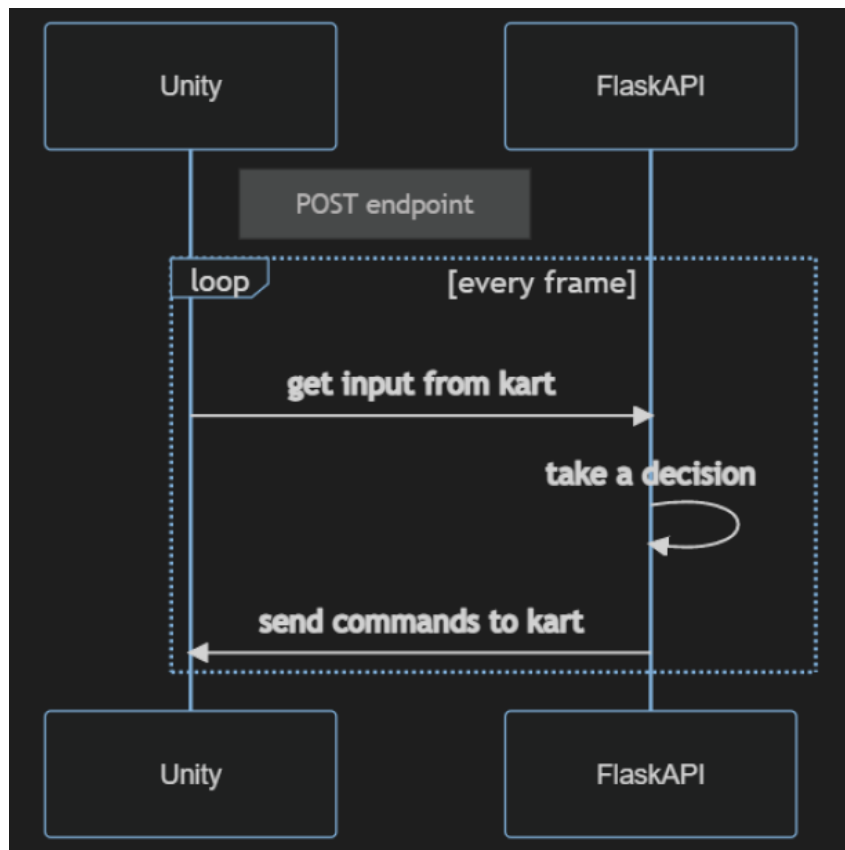 Unity
FlaskAPI
POST endpoint
loop
[every frame]
get input from kart
take a decision
send commands to kart
Unity
FlaskAPI